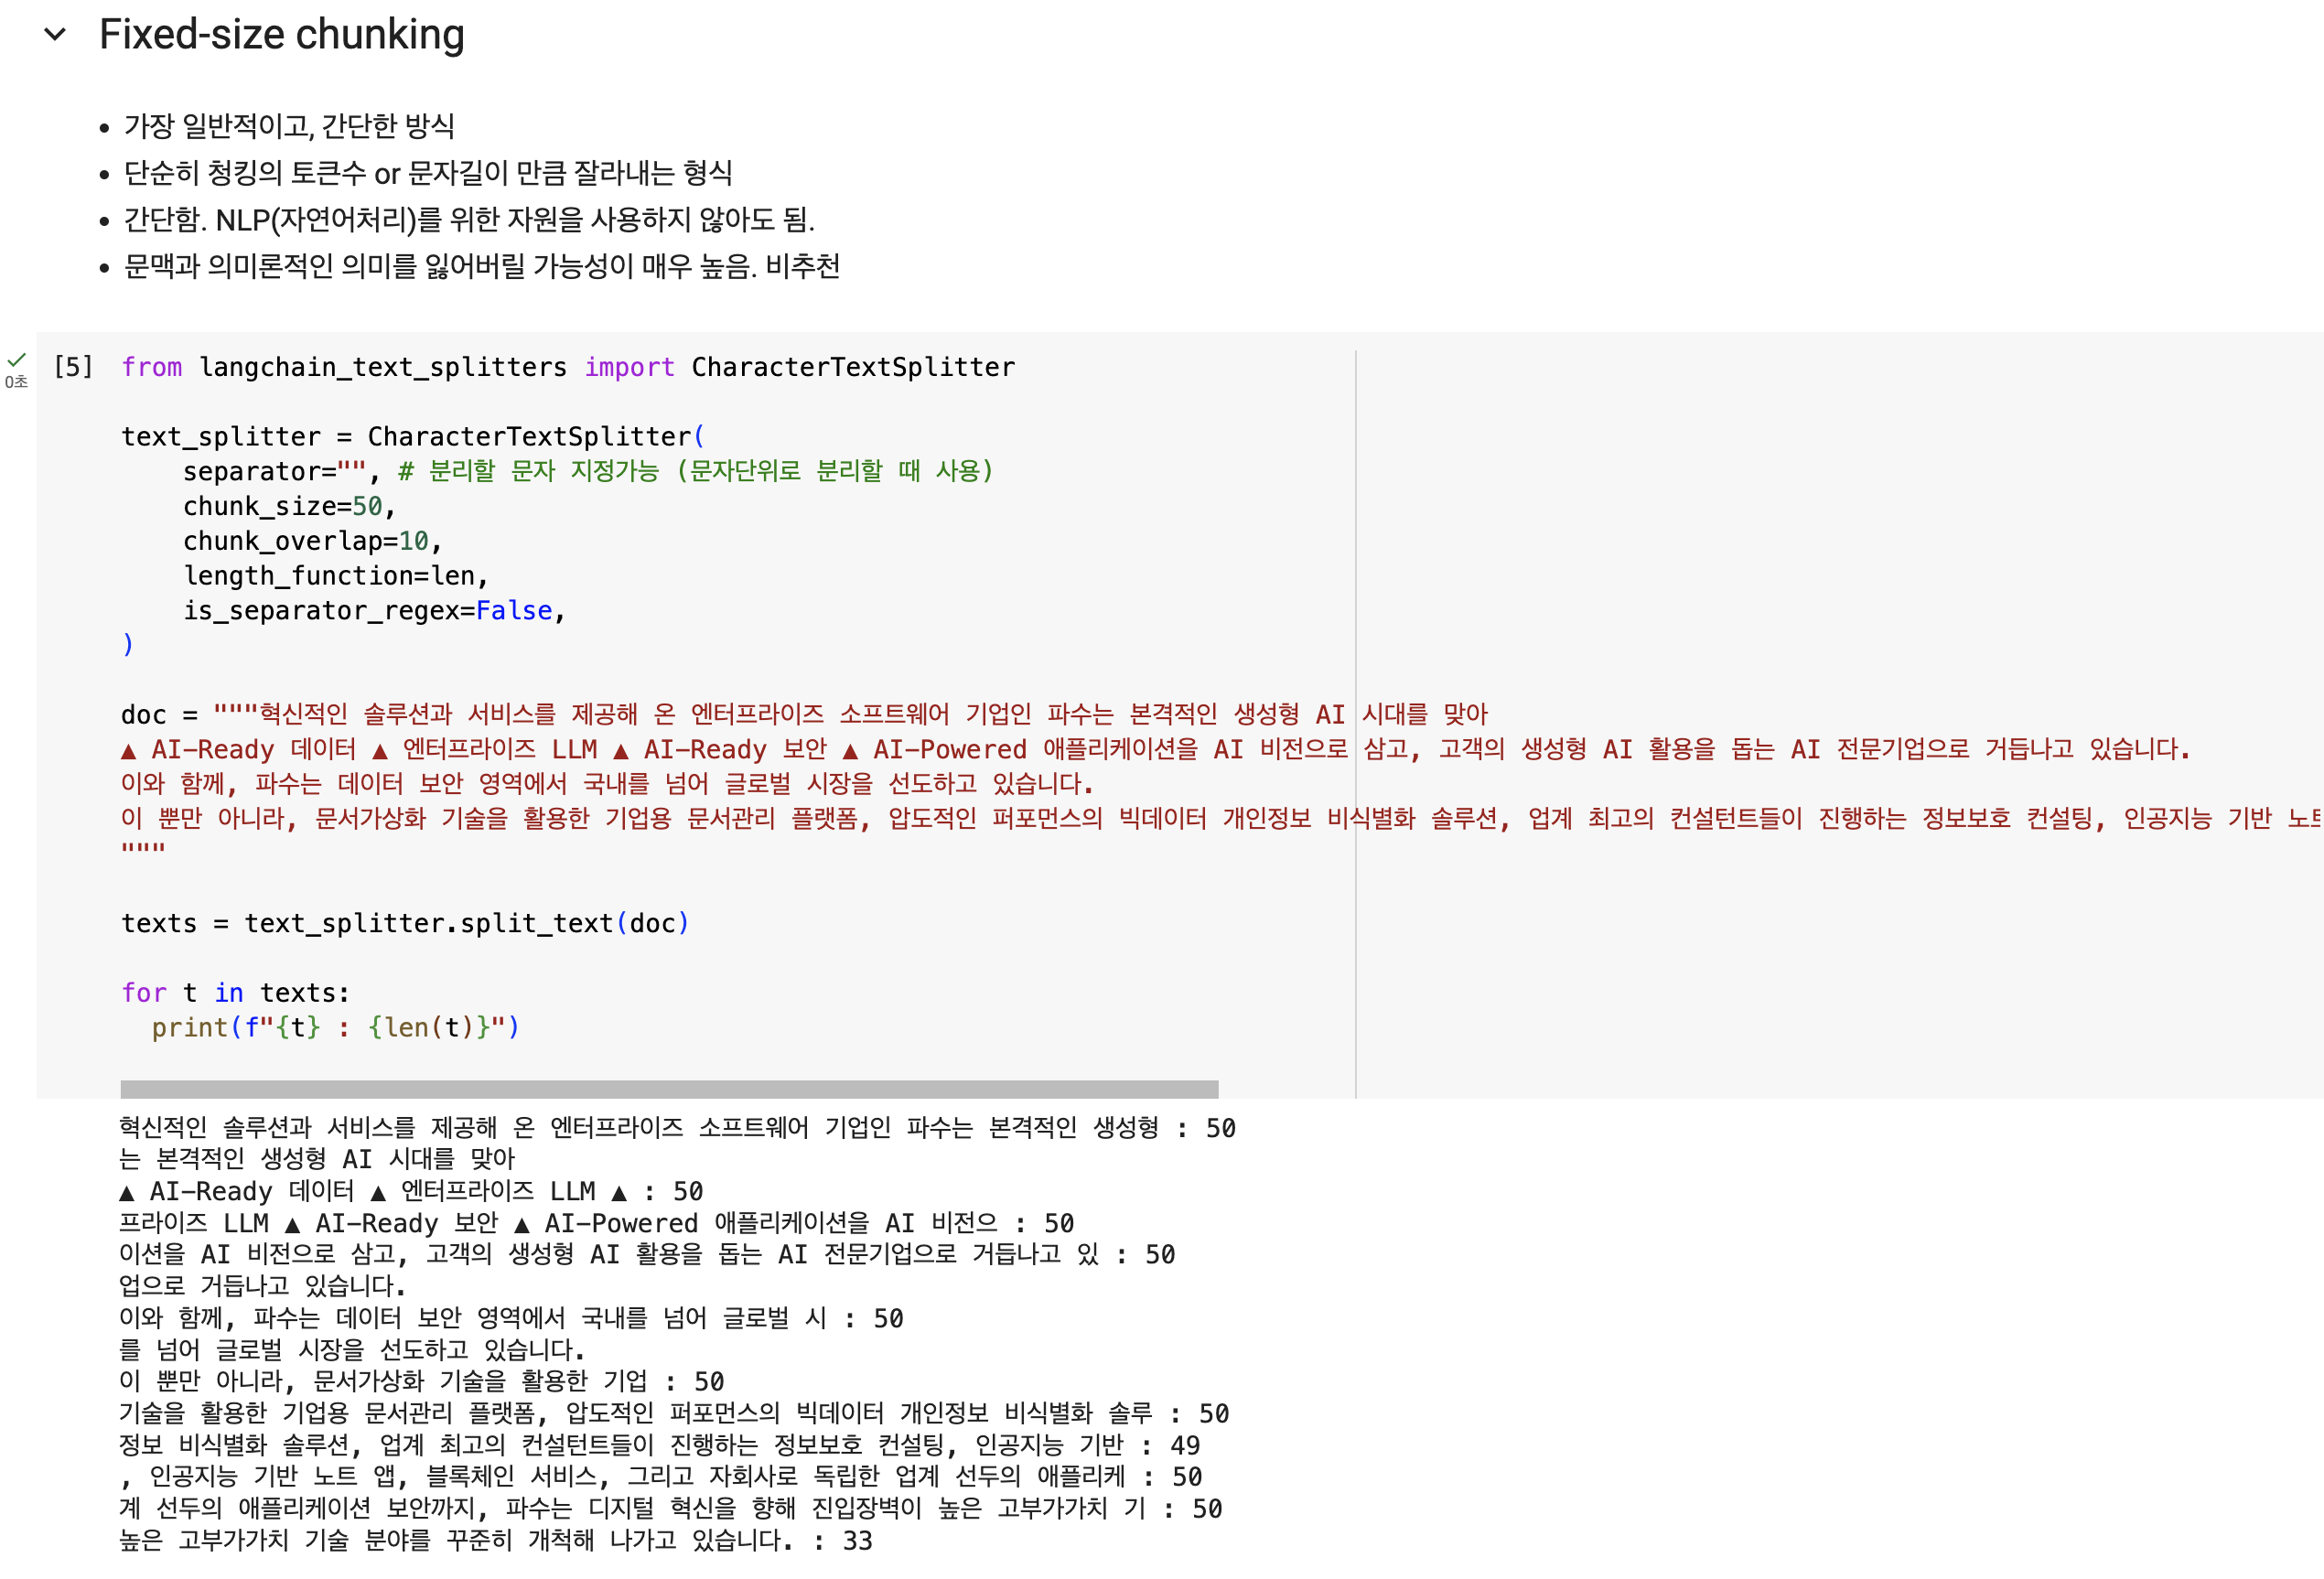 Fixed-size chunking
• 가장 일반적이고, 간단한 방식
• 단순히 청킹의 토큰수 or 문자길이 만큼 잘라내는 형식
• 간단함. NLP(자연어처리)를 위한 자원을 사용하지 않아도 됨.
• 문맥과 의미론적인 의미를 잃어버릴 가능성이 매우 높음. 비추천
0초
[5] from langchain_text_splitters import CharacterTextSplitter
text_splitter = CharacterTextSplitter(
    separator="", # 분리할 문자 지정가능 (문자단위로 분리할 때 사용)
    chunk_size=50,
    chunk_overlap=10,
    length_function=len,
    is_separator_regex=False,
)
doc = """혁신적인 솔루션과 서비스를 제공해 온 엔터프라이즈 소프트웨어 기업인 파수는 본격적인 생성형 AI 시대를 맞아
▲ AI-Ready 데이터 ▲ 엔터프라이즈 LLM ▲ AI-Ready 보안 ▲ AI-Powered 애플리케이션을 AI 비전으로 삼고, 고객의 생성형 AI 활용을 돕는 AI 전문기업으로 거듭나고 있습니다.
이와 함께, 파수는 데이터 보안 영역에서 국내를 넘어 글로벌 시장을 선도하고 있습니다.
이 뿐만 아니라, 문서가상화 기술을 활용한 기업용 문서관리 플랫폼, 압도적인 퍼포먼스의 빅데이터 개인정보 비식별화 솔루션, 업계 최고의 컨설턴트들이 진행하는 정보보호 컨설팅, 인공지능 기반
"""
texts = text_splitter.split_text(doc)
for t in texts:
  print(f"{t} : {len(t)}")
혁신적인 솔루션과 서비스를 제공해 온 엔터프라이즈 소프트웨어 기업인 파수는 본격적인 생성형 : 50
는 본격적인 생성형 AI 시대를 맞아
▲ AI-Ready 데이터 ▲ 엔터프라이즈 LLM ▲ : 50
프라이즈 LLM ▲ AI-Ready 보안 ▲ AI-Powered 애플리케이션을 AI 비전으 : 50
이션을 AI 비전으로 삼고, 고객의 생성형 AI 활용을 돕는 AI 전문기업으로 거듭나고 있 : 50
업으로 거듭나고 있습니다.
이와 함께, 파수는 데이터 보안 영역에서 국내를 넘어 글로벌 시 : 50
를 넘어 글로벌 시장을 선도하고 있습니다.
이 뿐만 아니라, 문서가상화 기술을 활용한 기업 : 50
기술을 활용한 기업용 문서관리 플랫폼, 압도적인 퍼포먼스의 빅데이터 개인정보 비식별화 솔루 : 50
정보 비식별화 솔루션, 업계 최고의 컨설턴트들이 진행하는 정보보호 컨설팅, 인공지능 기반 : 49
, 인공지능 기반 노트 앱, 블록체인 서비스, 그리고 자회사로 독립한 업계 선두의 애플리케 : 50
계 선두의 애플리케이션 보안까지, 파수는 디지털 혁신을 향해 진입장벽이 높은 고부가가치 기 : 50
높은 고부가가치 기술 분야를 꾸준히 개척해 나가고 있습니다. : 33